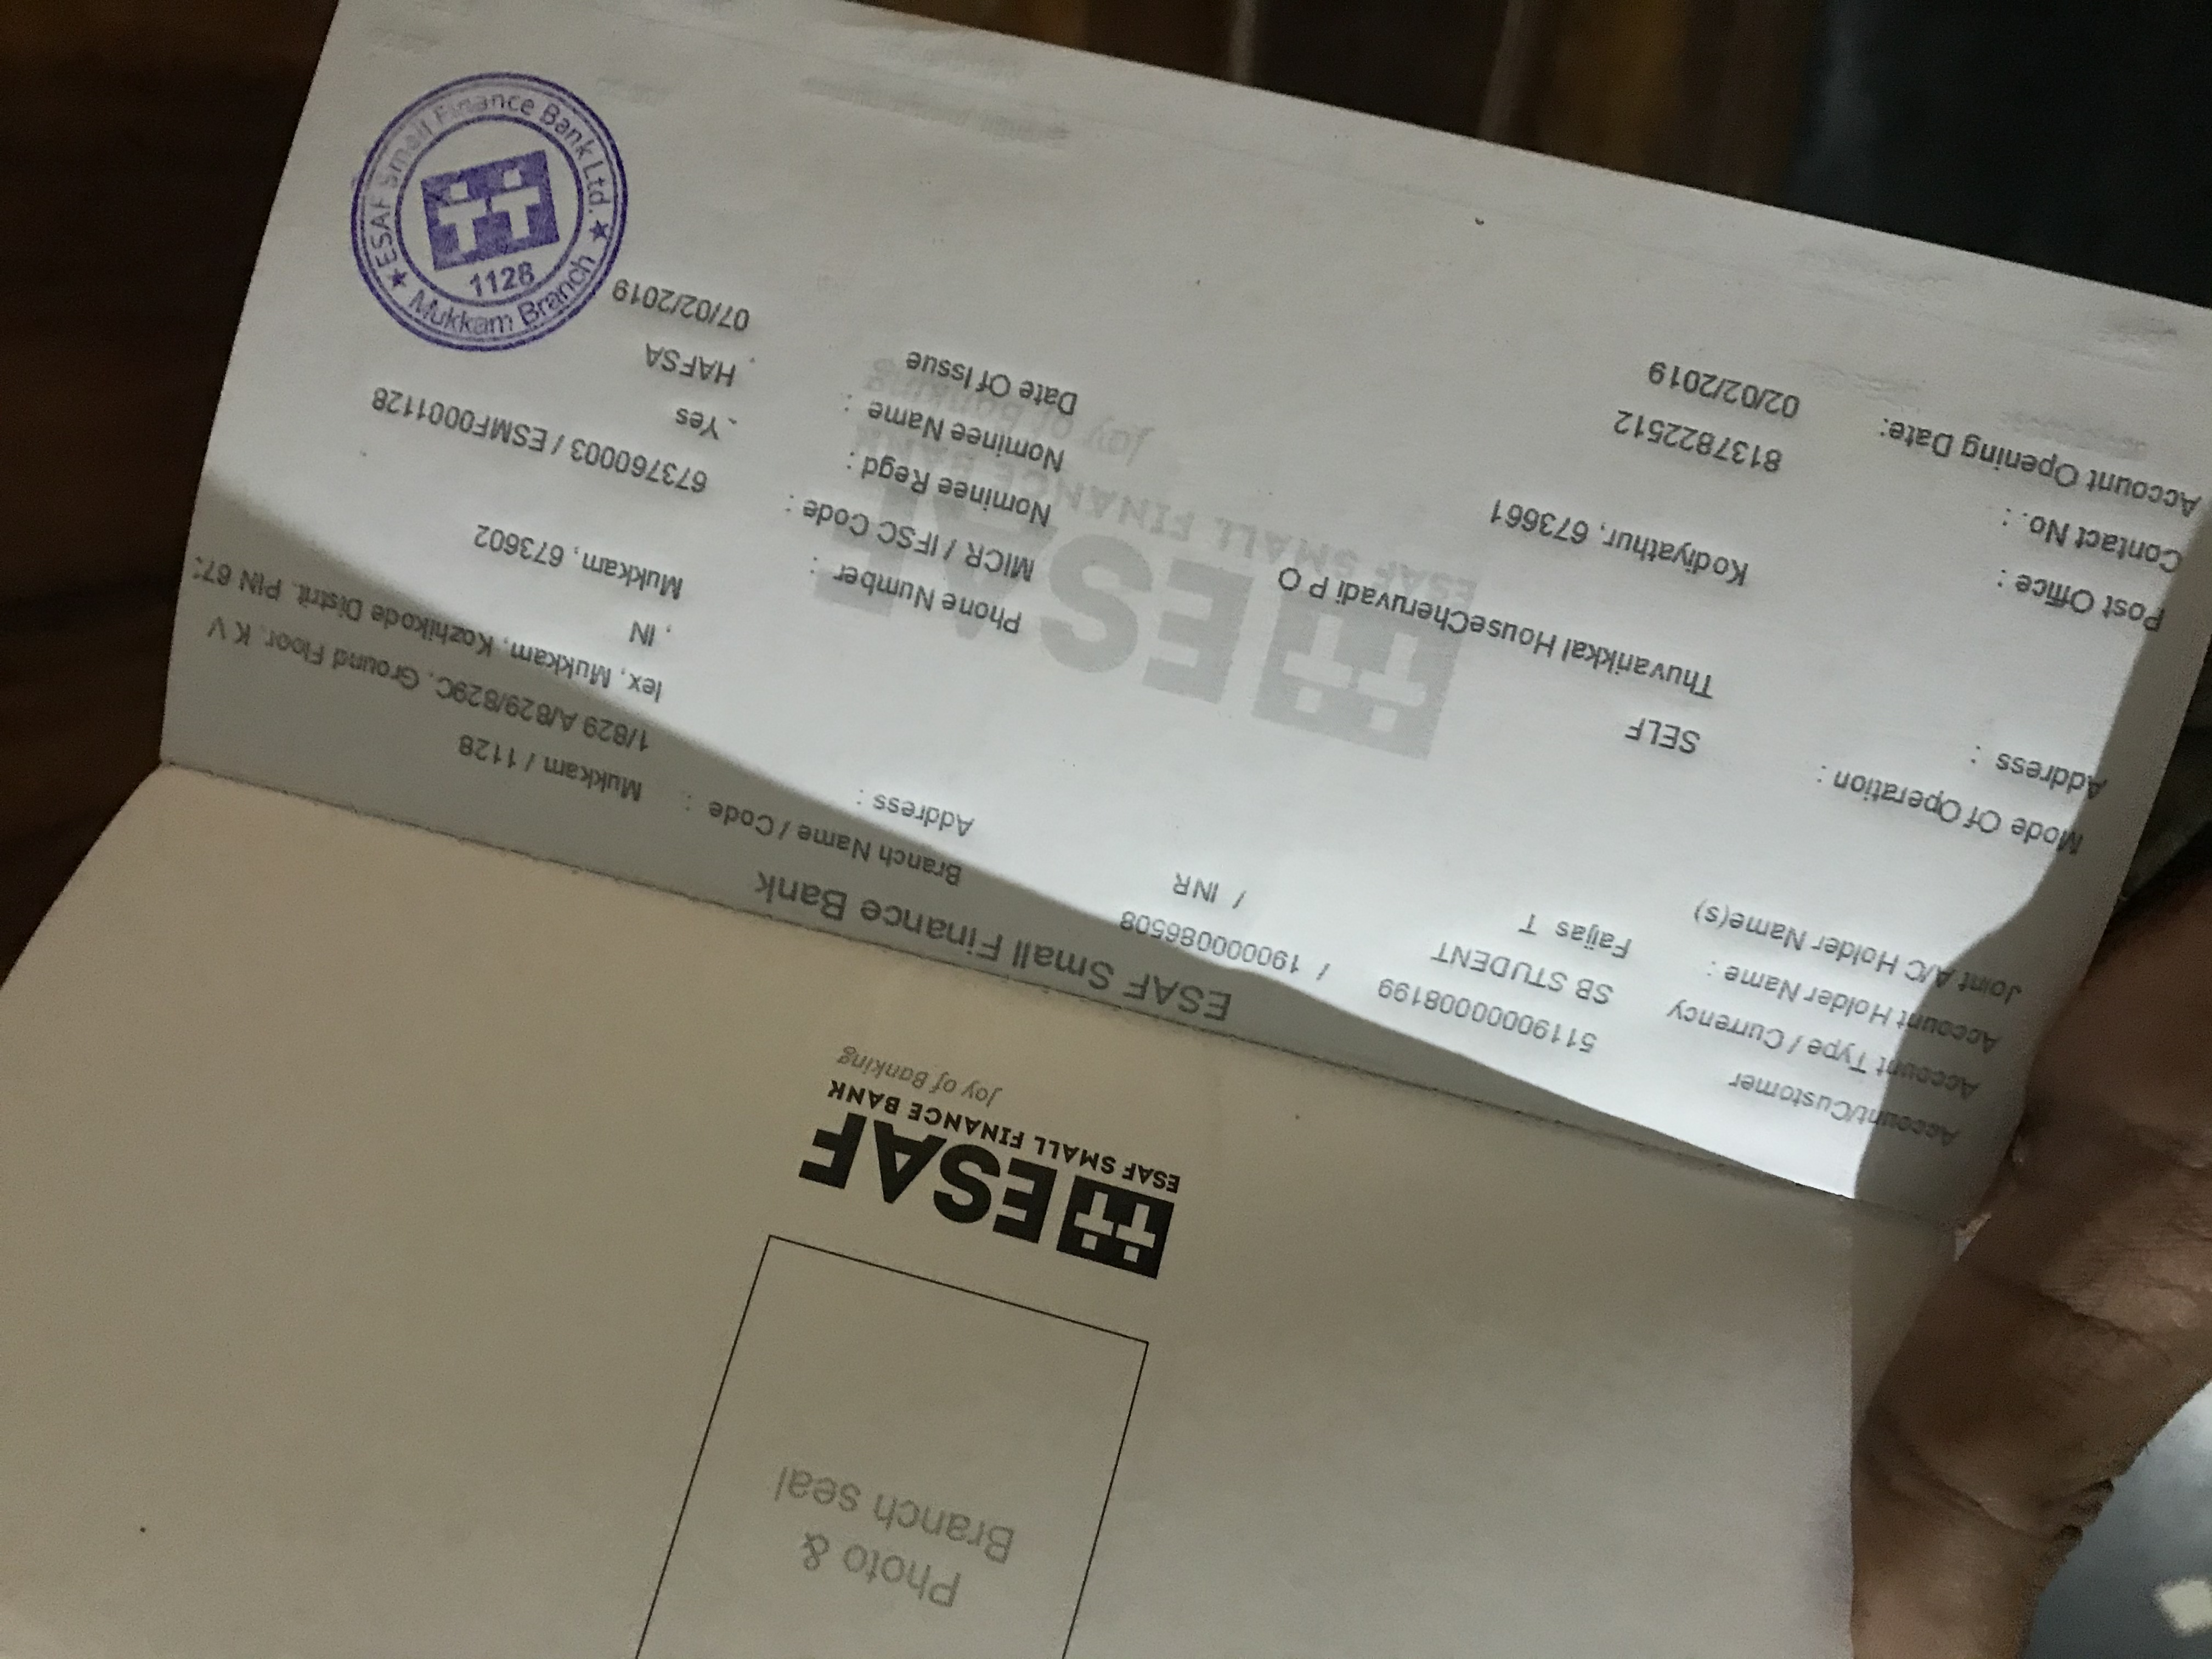 Photo &
Branch seal
ESAF
ESAF SMALL FINANCE BANK
Joy of Banking
ESAF Small Finance Bank
Account/Customer 51190000008199 / 19000086508
Account Type / Currency SB STUDENT / INR
Account Holder Name : Faijas T
Joint A/C Holder Name(s)
Mode Of Operation : SELF
Address : Thuvarikkal HouseCheruvadi P O
Post Office : Kodiyathur, 673661
Contact No. : 8137822512
Account Opening Date: 02/02/2019
Branch Name / Code : Mukkam / 1128
Address : 1/829 A/829/829C, Ground Floor, K V
lex, Mukkam, Kozhikode Distrit. PIN 673
, IN
Mukkam, 673602
Phone Number :
MICR / IFSC Code : 673760003 / ESMF0001128
Nominee Regd : Yes
Nominee Name : HAFSA
Date Of Issue 07/02/2019
ESAF
ESAF SMALL FINANCE BANK
Joy of Banking
★ ESAF Small Finance Bank Ltd. ★
Mukkam Branch
1128